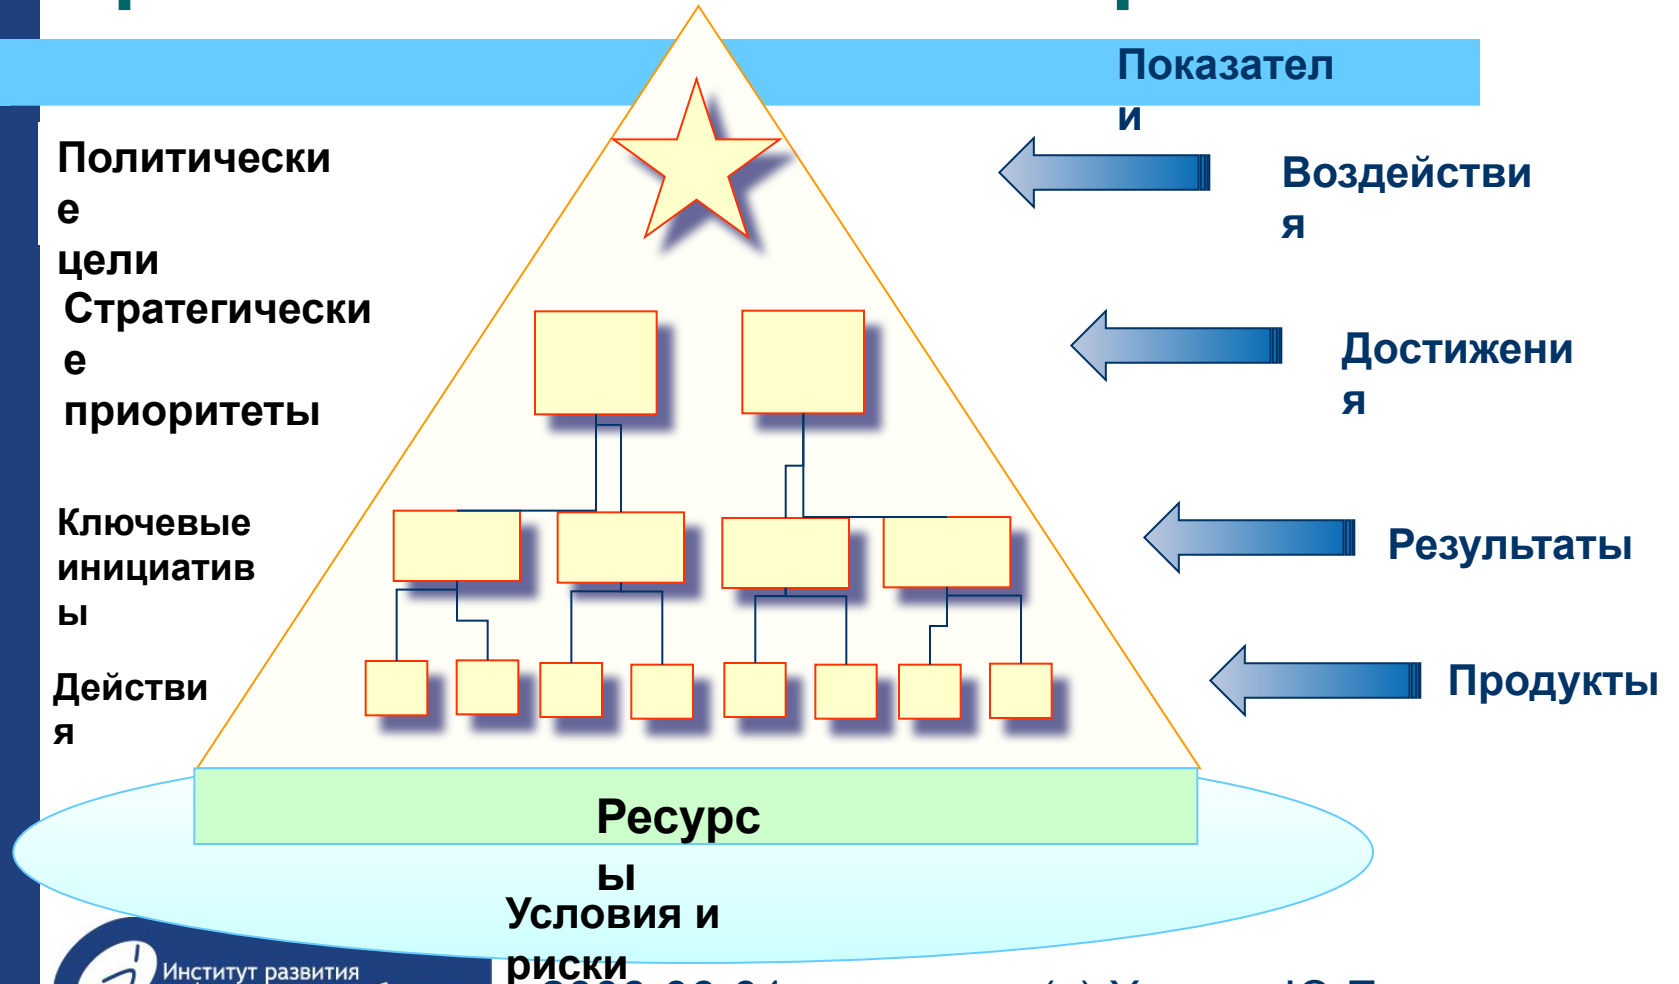 Показател
и
Политически
е
цели
Воздействи
я
Стратегически
е
приоритеты
Достижени
я
Ключевые
инициатив
ы
Результаты
Действи
я
Продукты
Ресурс
ы
Условия и
риски
Институт развития